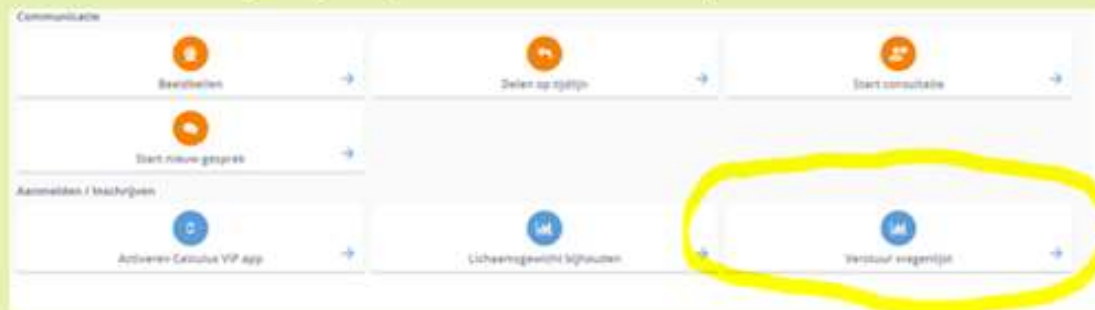 Communicatie
Beeldbellen
Delen op tijdlijn
Start consultatie
Start nieuw gesprek
Aanmelden / Inschrijven
Activeren Calculus VIP app
Lichaamsgewicht bijhouden
Verstuur vragenlijst